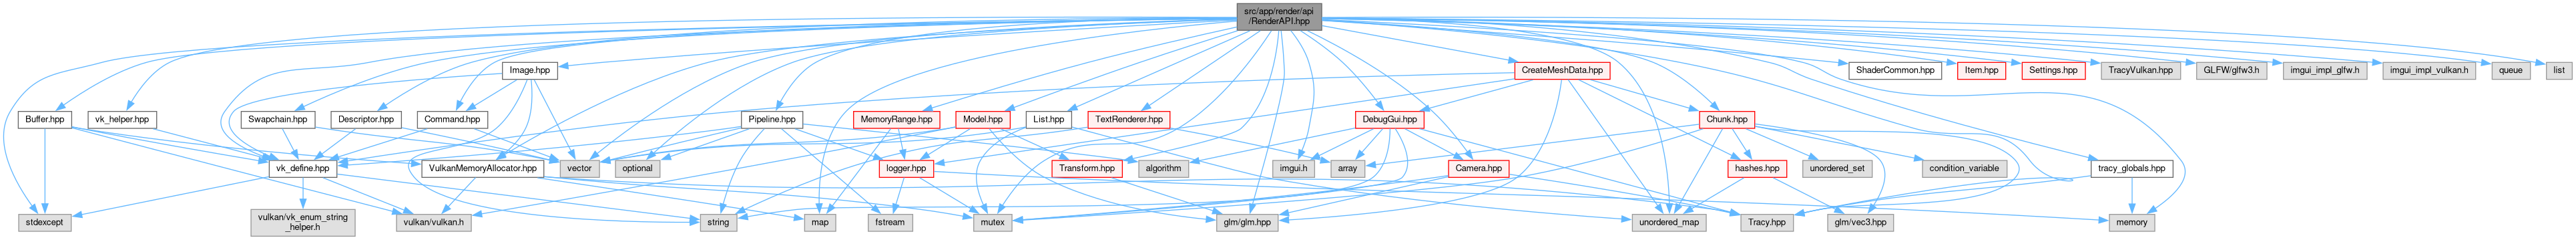 src/app/render/api
/RenderAPI.hpp
Image.hpp
CreateMeshData.hpp
ShaderCommon.hpp
Item.hpp
Settings.hpp
TracyVulkan.hpp
GLFW/glfw3.h
imgui_impl_glfw.h
imgui_impl_vulkan.h
queue
list
Buffer.hpp
vk_helper.hpp
Swapchain.hpp
Descriptor.hpp
Command.hpp
Pipeline.hpp
MemoryRange.hpp
Model.hpp
List.hpp
TextRenderer.hpp
DebugGui.hpp
Chunk.hpp
vk_define.hpp
VulkanMemoryAllocator.hpp
vector
optional
logger.hpp
Transform.hpp
algorithm
imgui.h
array
Camera.hpp
hashes.hpp
unordered_set
condition_variable
tracy_globals.hpp
stdexcept
vulkan/vk_enum_string
_helper.h
vulkan/vulkan.h
string
map
fstream
mutex
glm/glm.hpp
unordered_map
Tracy.hpp
glm/vec3.hpp
memory